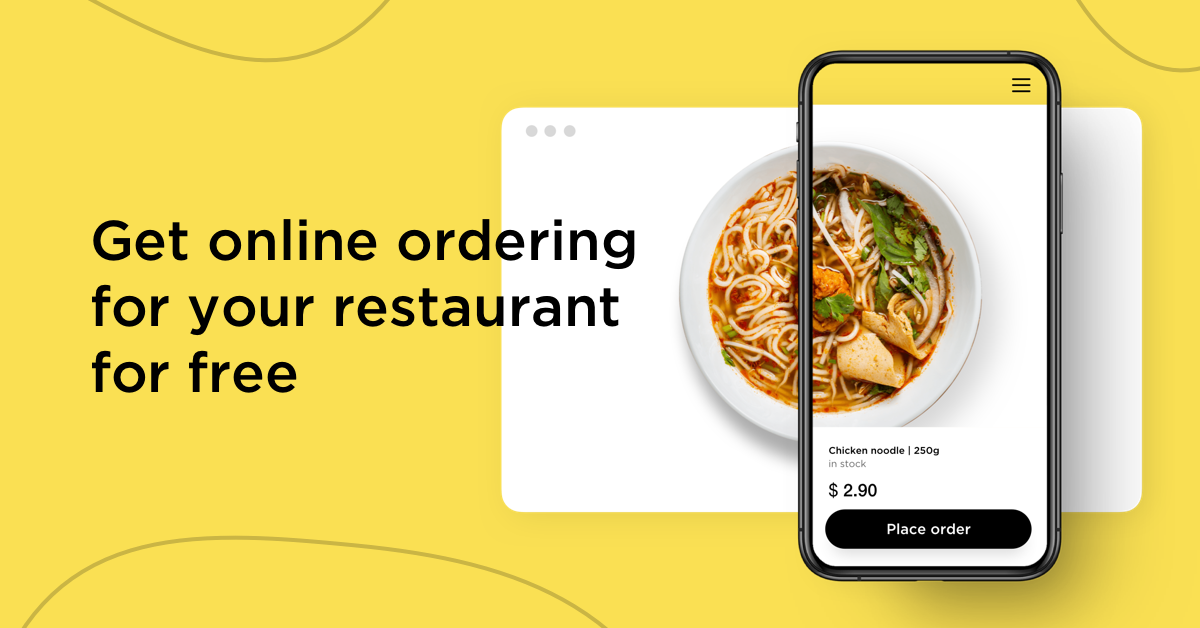 Get online ordering
for your restaurant
for free
Chicken noodle | 250g
in stock
$ 2.90
Place order